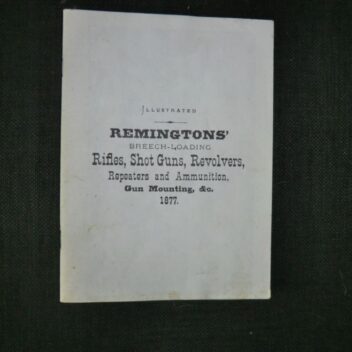 ILLUSTRATED
REMINGTONS'
BREECH-LOADING
Rifles, Shot Guns, Revolvers,
Repeaters and Ammunition,
Gun Mounting, &c.
1877.